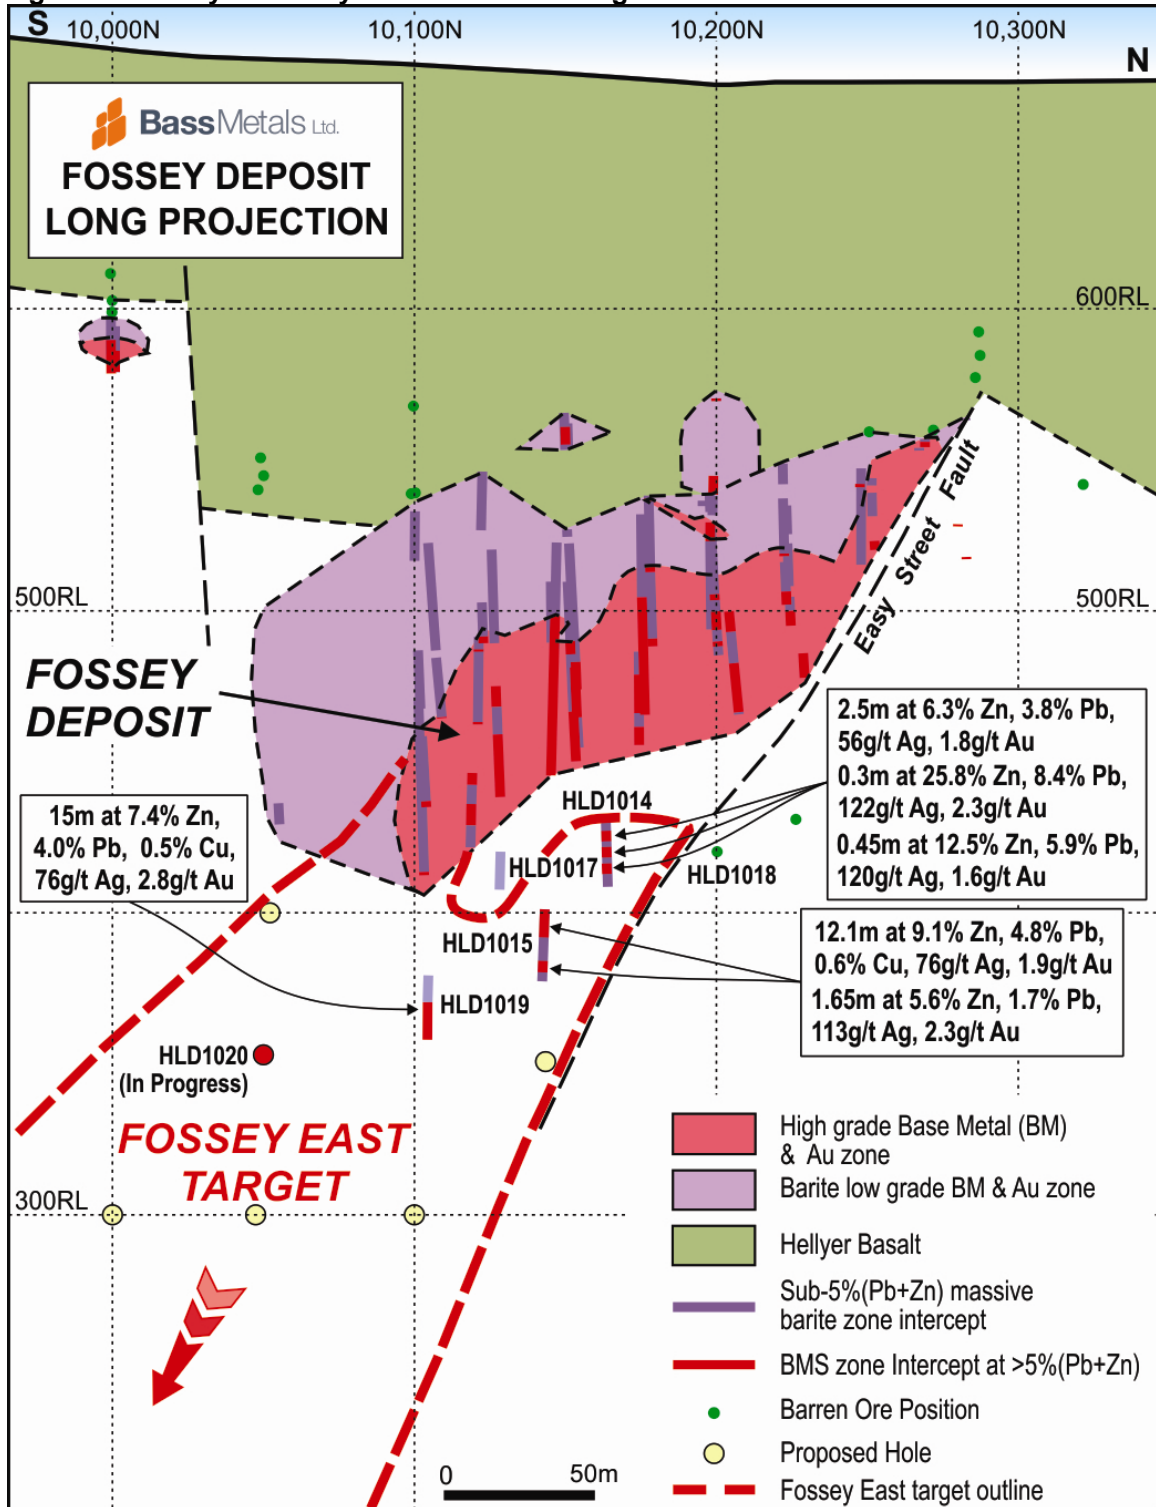 S
10,000N
10,100N
10,200N
10,300N
N
BassMetals Ltd.
FOSSEY DEPOSIT
LONG PROJECTION
600RL
500RL
500RL
Easy Street Fault
FOSSEY
DEPOSIT
2.5m at 6.3% Zn, 3.8% Pb,
56g/t Ag, 1.8g/t Au
0.3m at 25.8% Zn, 8.4% Pb,
122g/t Ag, 2.3g/t Au
0.45m at 12.5% Zn, 5.9% Pb,
120g/t Ag, 1.6g/t Au
15m at 7.4% Zn,
4.0% Pb, 0.5% Cu,
76g/t Ag, 2.8g/t Au
HLD1014
HLD1017
HLD1018
HLD1015
12.1m at 9.1% Zn, 4.8% Pb,
0.6% Cu, 76g/t Ag, 1.9g/t Au
1.65m at 5.6% Zn, 1.7% Pb,
113g/t Ag, 2.3g/t Au
HLD1019
HLD1020
(In Progress)
FOSSEY EAST
TARGET
300RL
High grade Base Metal (BM)
& Au zone
Barite low grade BM & Au zone
Hellyer Basalt
Sub-5%(Pb+Zn) massive
barite zone intercept
BMS zone Intercept at >5%(Pb+Zn)
Barren Ore Position
Proposed Hole
Fossey East target outline
0
50m